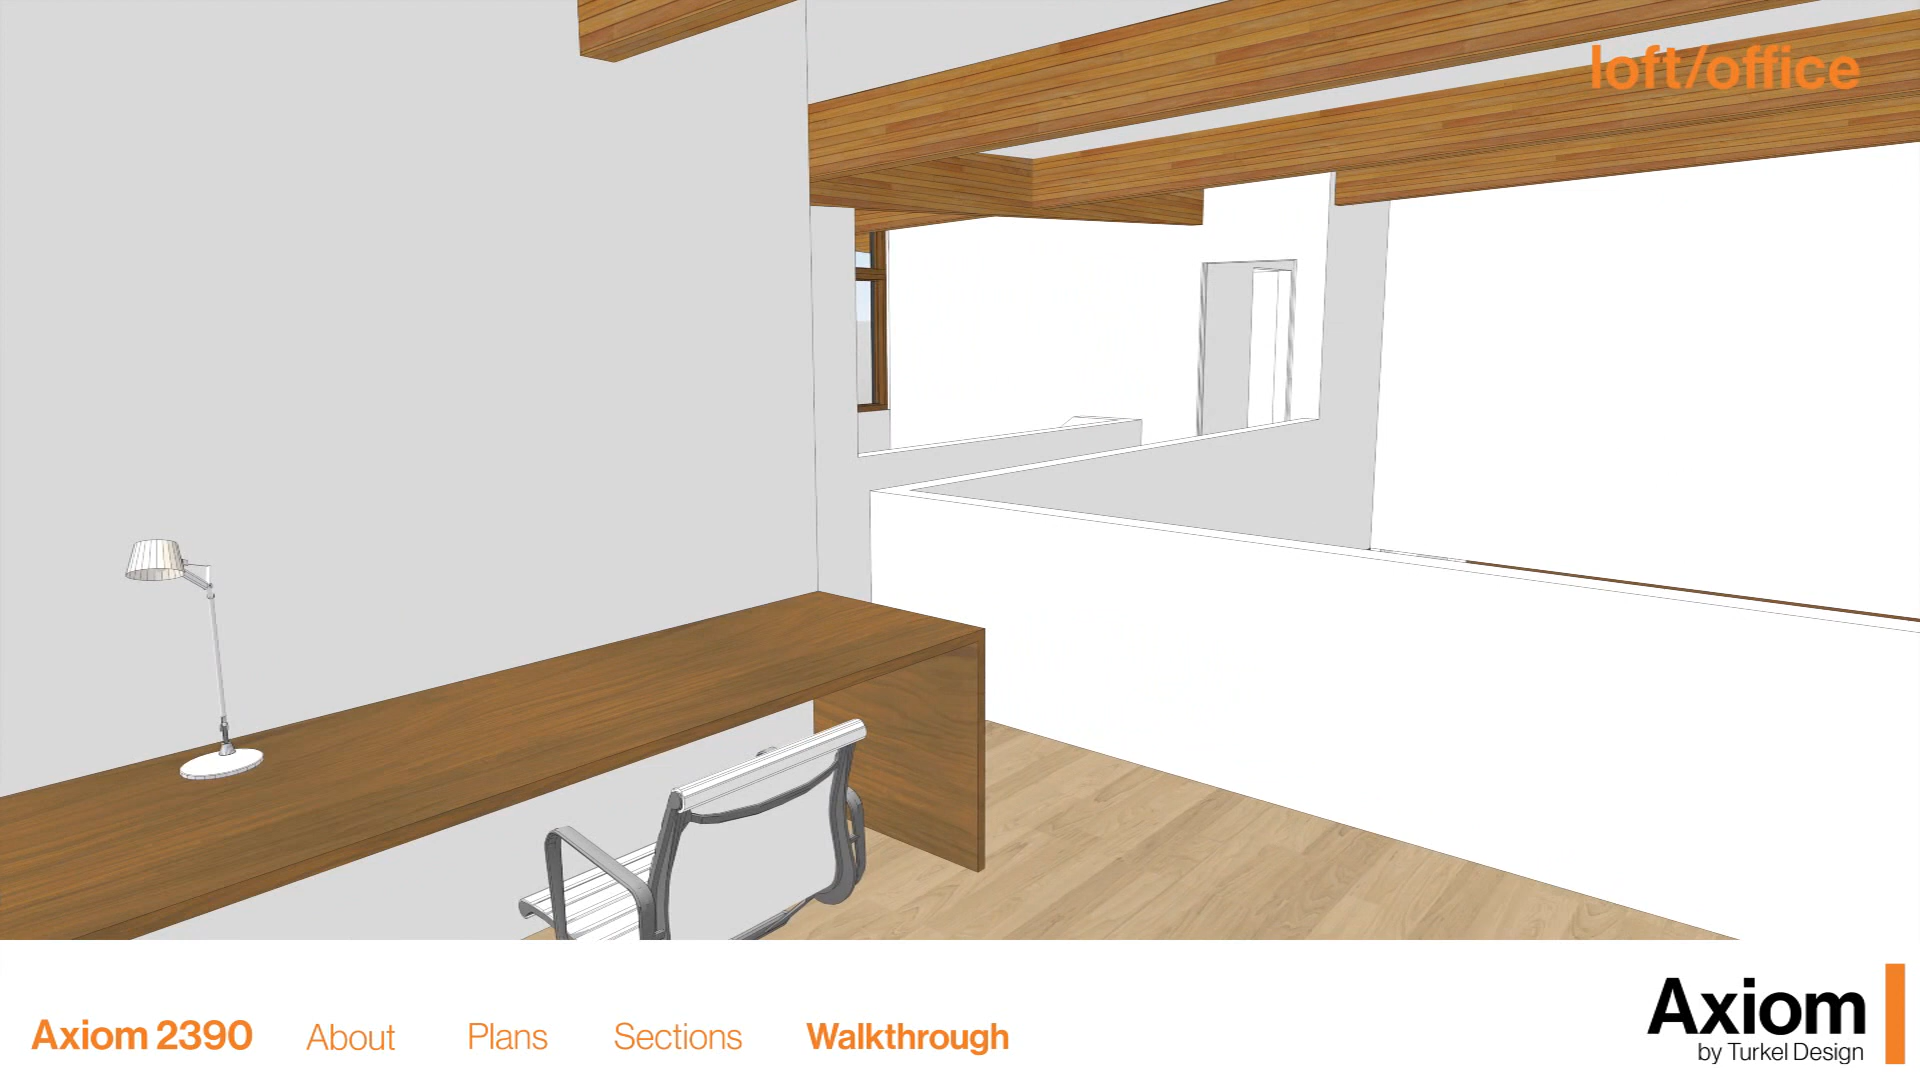 loft/office
Axiom 2390 About Plans Sections Walkthrough
Axiom
by Turkel Design